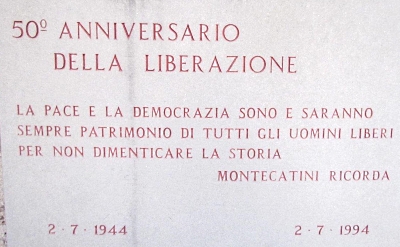 50º ANNIVERSARIO
DELLA LIBERAZIONE
LA PACE E LA DEMOCRAZIA SONO E SARANNO
SEMPRE PATRIMONIO DI TUTTI GLI UOMINI LIBERI
PER NON DIMENTICARE LA STORIA
MONTECATINI RICORDA
2·7·1944 2·7·1994